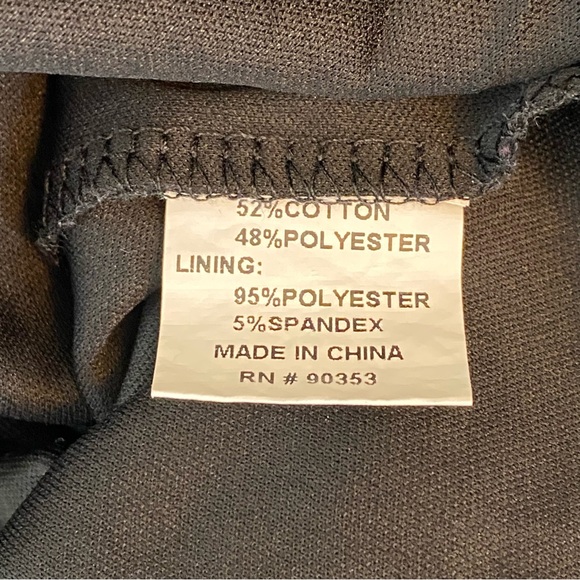 52%COTTON
48%POLYESTER
LINING:
95%POLYESTER
5%SPANDEX
MADE IN CHINA
RN # 90353